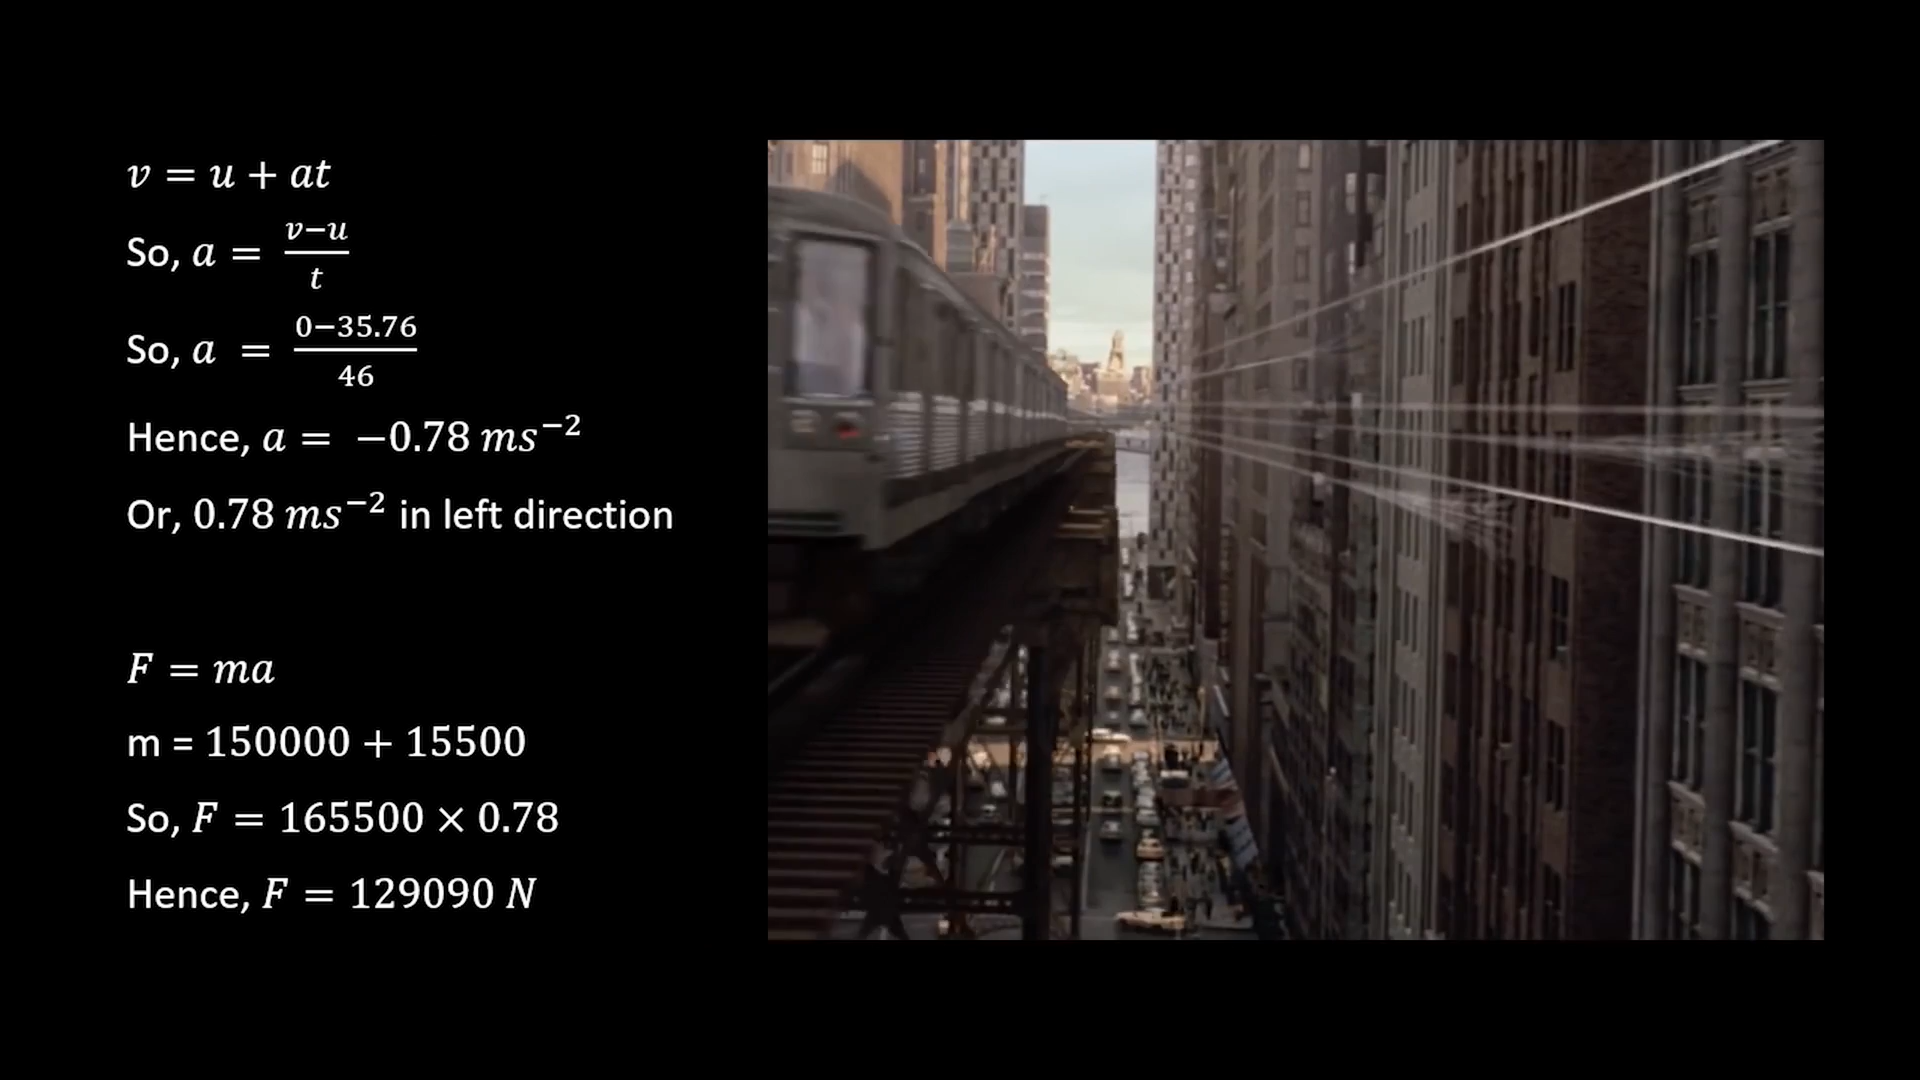 𝑣 = 𝑢 + 𝑎𝑡
So, 𝑎 = (𝑣−𝑢)/𝑡
So, 𝑎 = (0−35.76)/46
Hence, 𝑎 = −0.78 𝑚𝑠⁻²
Or, 0.78 𝑚𝑠⁻² in left direction
𝐹 = 𝑚𝑎
m = 150000 + 15500
So, 𝐹 = 165500 × 0.78
Hence, 𝐹 = 129090 𝑁